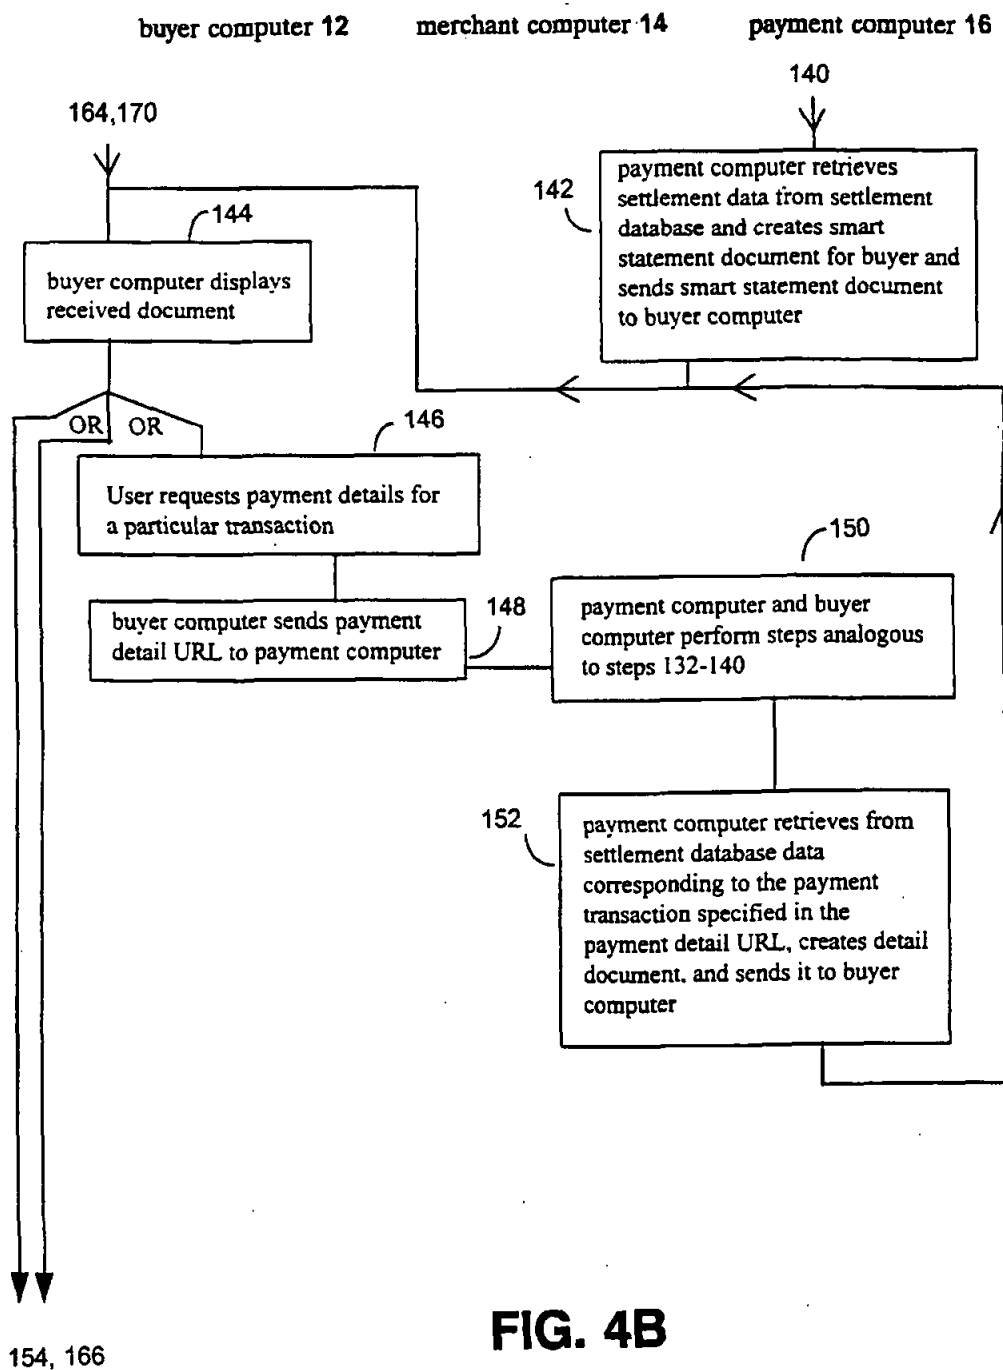 buyer computer 12 merchant computer 14 payment computer 16
140
164,170
payment computer retrieves
settlement data from settlement
database and creates smart
statement document for buyer and
sends smart statement document
to buyer computer
142
144
buyer computer displays
received document
OR OR
146
User requests payment details for
a particular transaction
150
buyer computer sends payment
detail URL to payment computer
148
payment computer and buyer
computer perform steps analogous
to steps 132-140
152
payment computer retrieves from
settlement database data
corresponding to the payment
transaction specified in the
payment detail URL, creates detail
document, and sends it to buyer
computer
FIG. 4B
154, 166